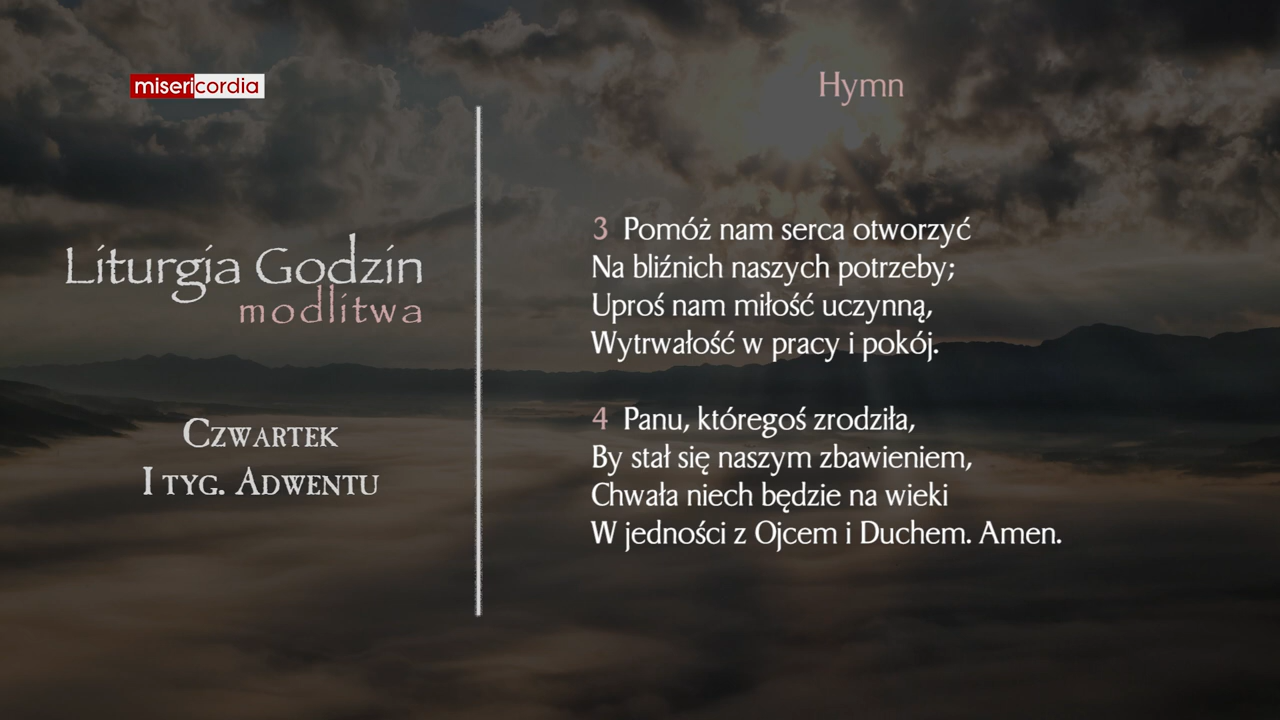 misericordia
Liturgia Godzin
modlitwa
Czwartek
I tyg. Adwentu
Hymn
3 Pomóż nam serca otworzyć
Na bliźnich naszych potrzeby;
Uproś nam miłość uczynną,
Wytrwałość w pracy i pokój.
4 Panu, któregoś zrodziła,
By stał się naszym zbawieniem,
Chwała niech będzie na wieki
W jedności z Ojcem i Duchem. Amen.